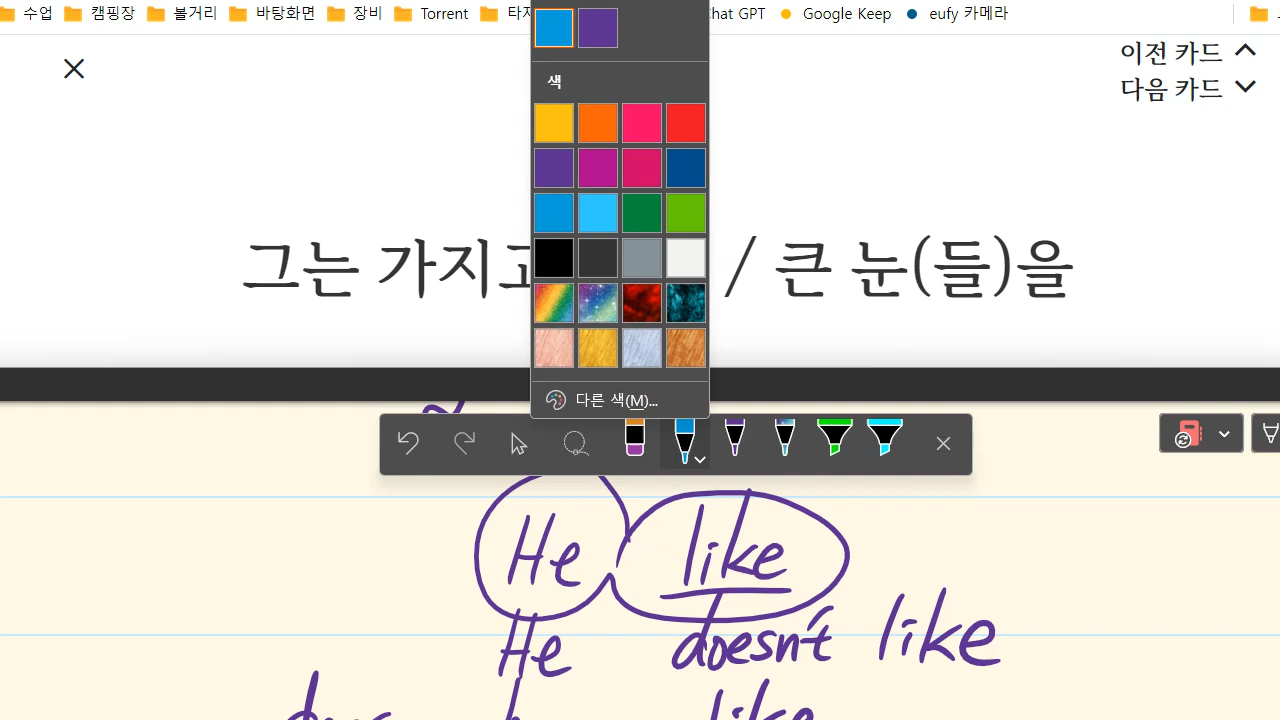 수업 캠핑장 볼거리 바탕화면 장비 Torrent hat GPT Google Keep eufy 카메라
이전 카드
다음 카드
색
그는 가지고 / 큰 눈(들)을
다른 색(M)...
He like
He doesn't like
like